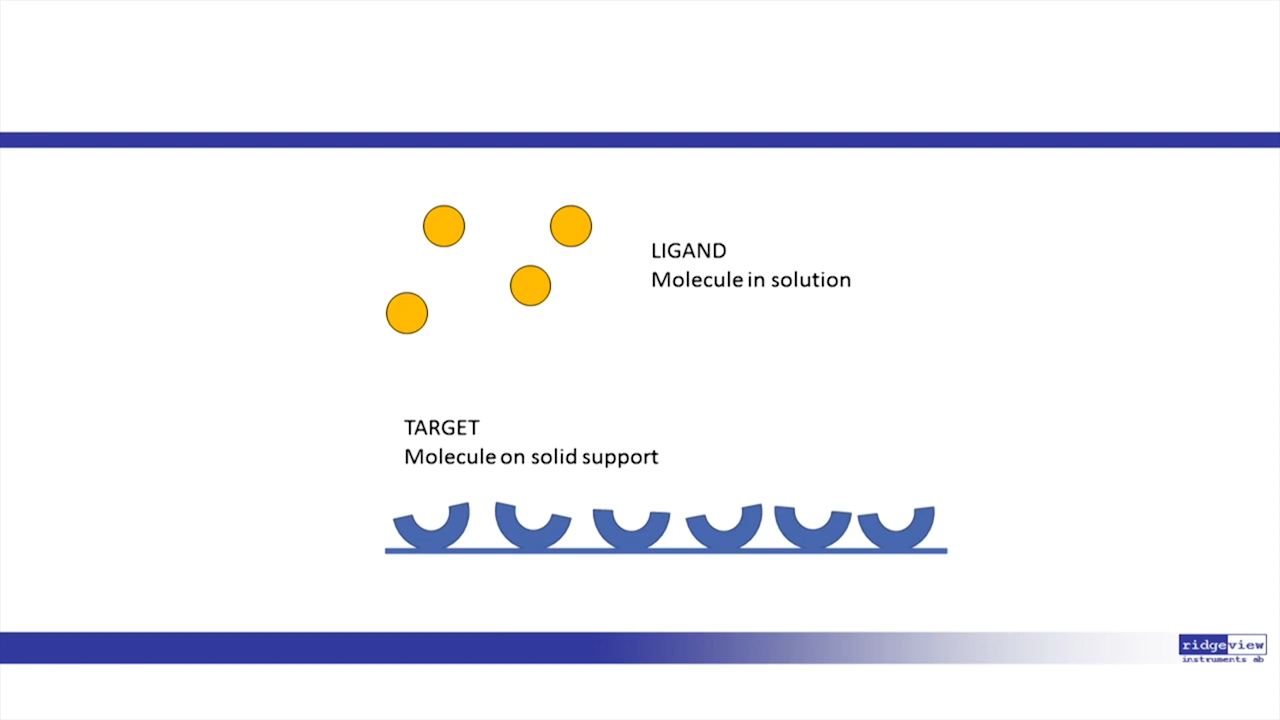 LIGAND
Molecule in solution
TARGET
Molecule on solid support
ridgeview
instruments ab